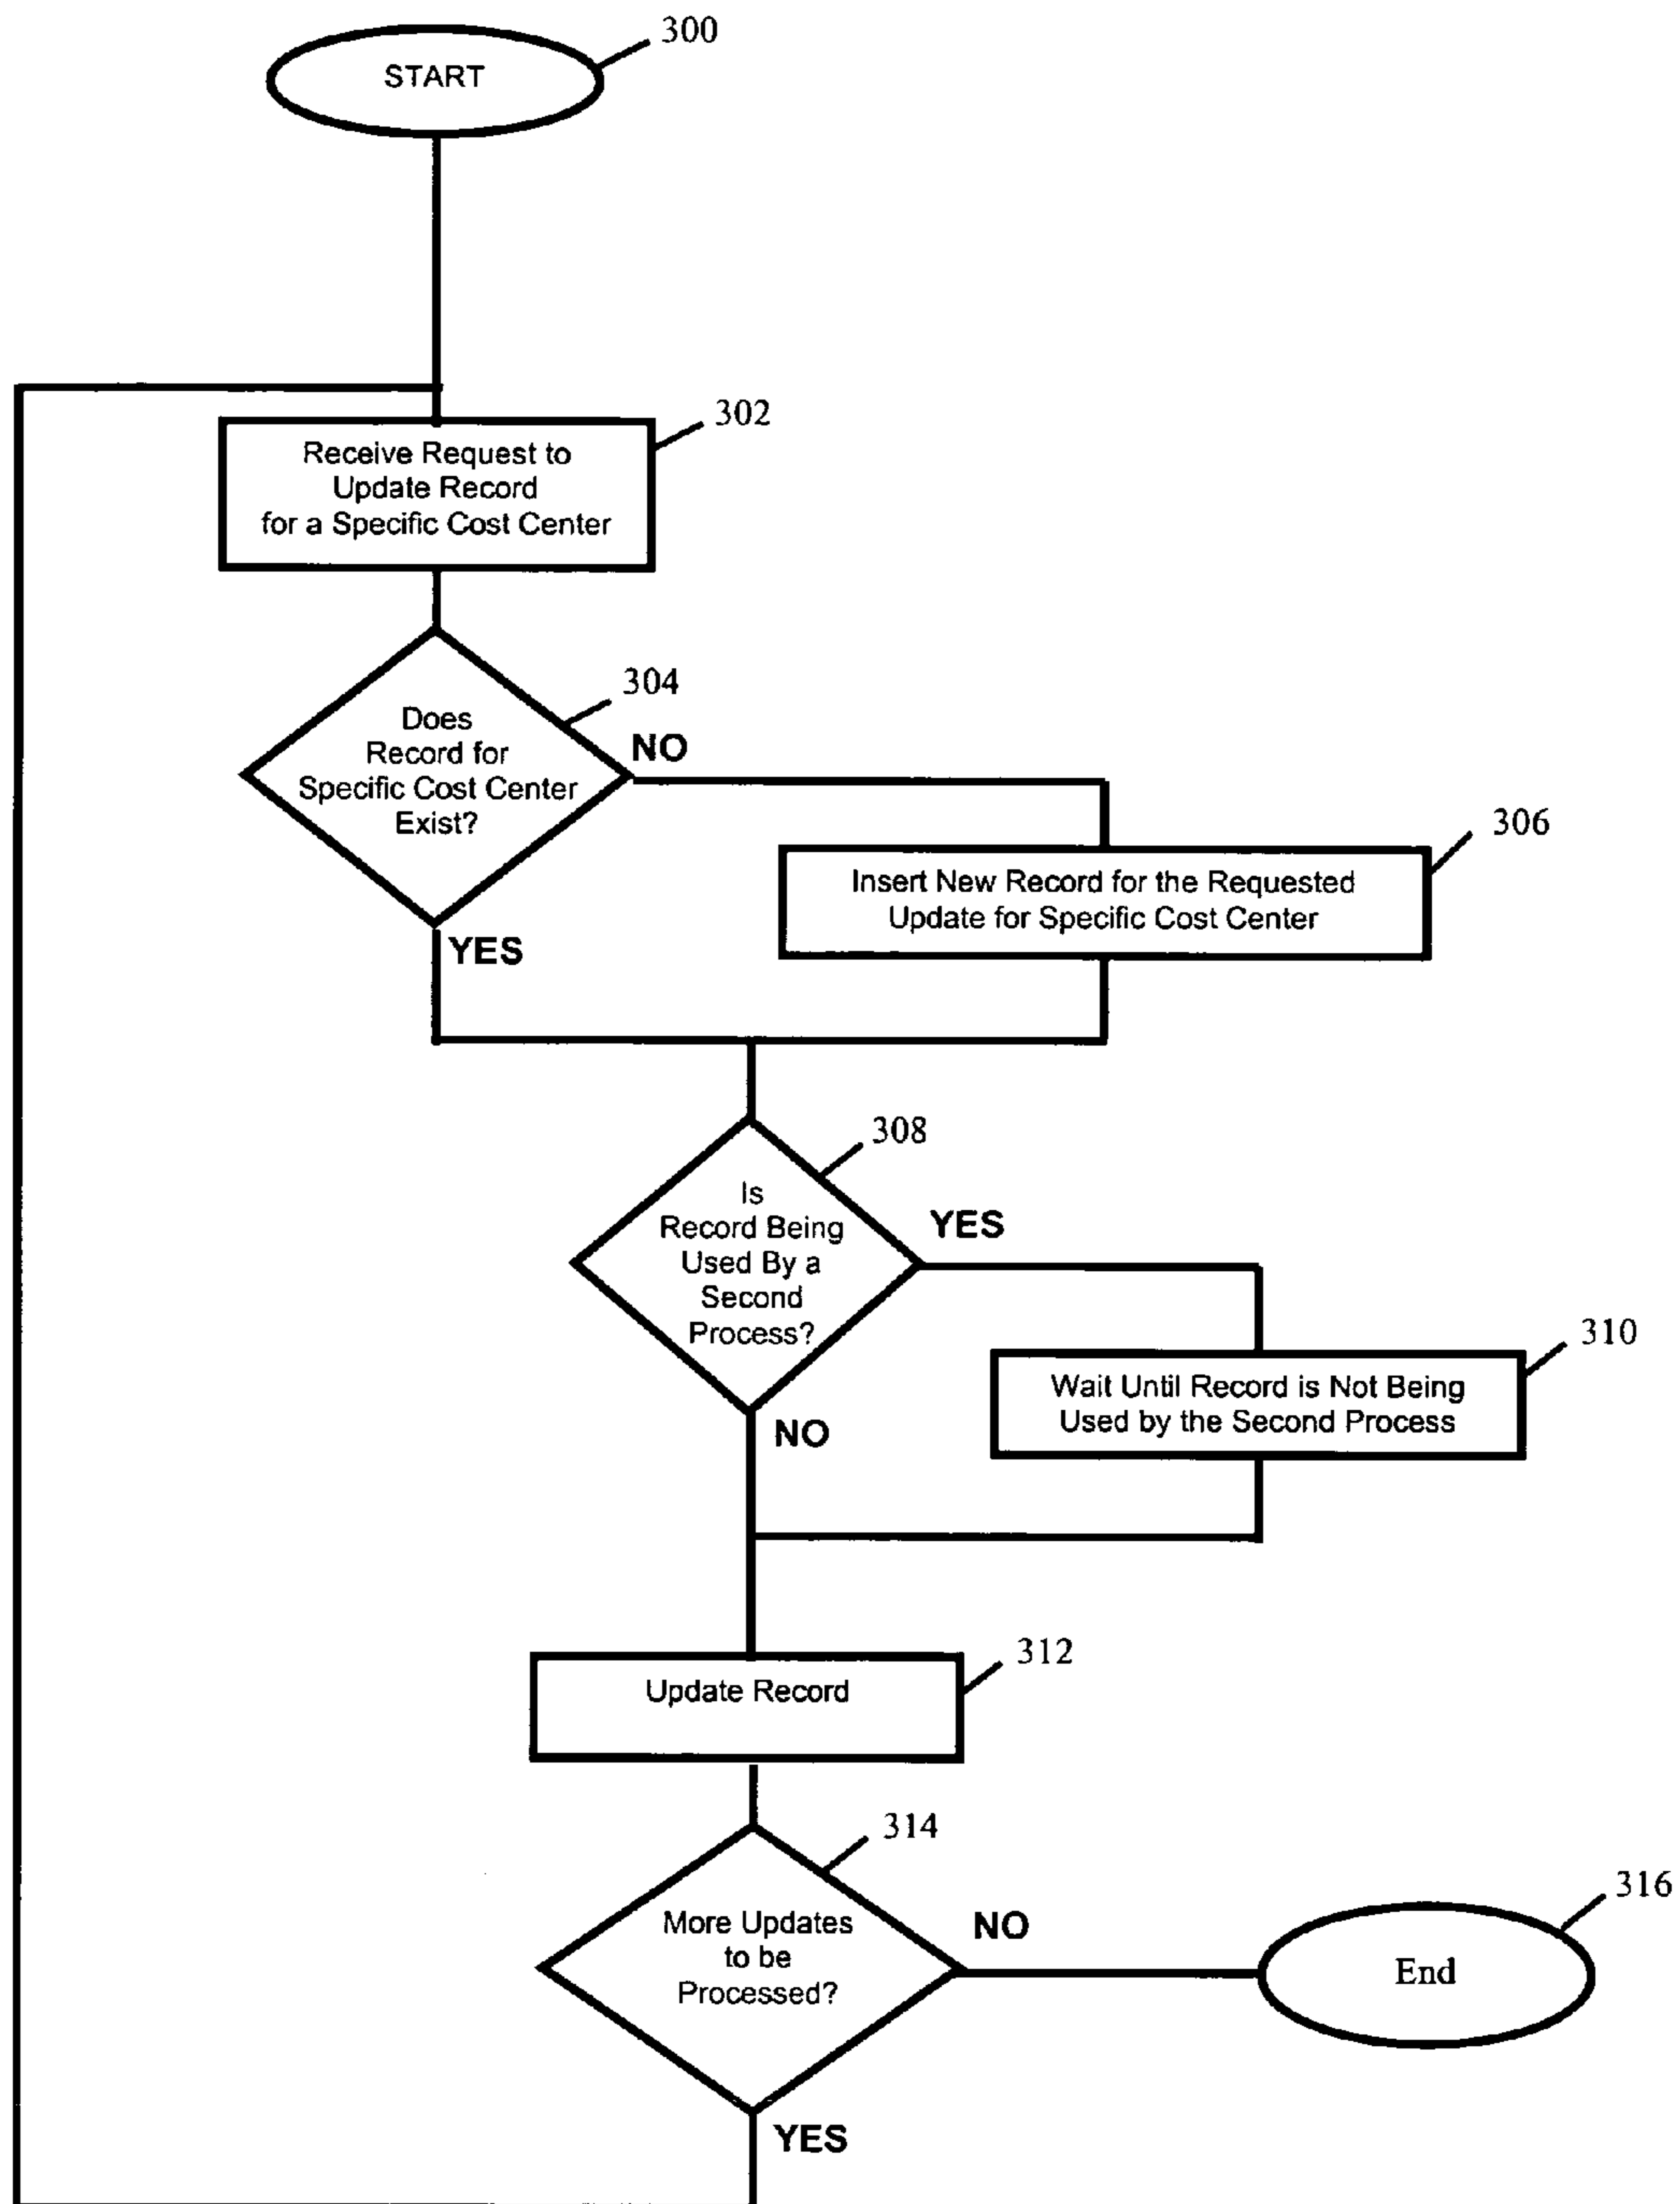 300
START
302
Receive Request to
Update Record
for a Specific Cost Center
304
Does
Record for
Specific Cost Center
Exist?
NO
306
Insert New Record for the Requested
Update for Specific Cost Center
YES
308
Is
Record Being
Used By a
Second
Process?
YES
310
Wait Until Record is Not Being
Used by the Second Process
NO
312
Update Record
314
More Updates
to be
Processed?
NO
316
End
YES